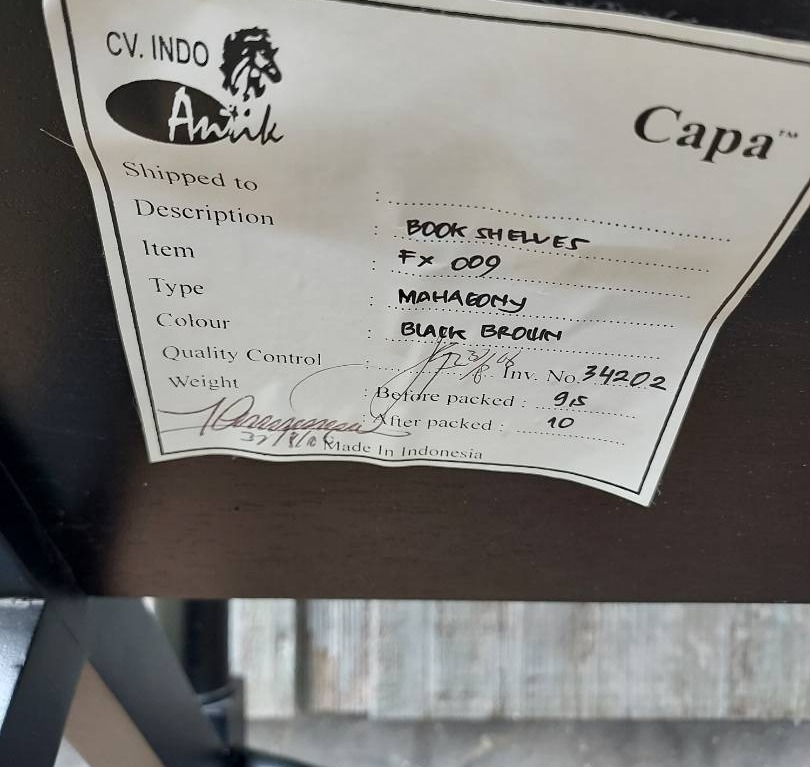 CV. INDO
Antik
Capa™
Shipped to :
Description : BOOK SHELVES
Item : FX 009
Type : MAHAGONY
Colour : BLACK BROWN
Quality Control : Inv. No. 34202
Weight : Before packed : 9,5
After packed : 10
Made In Indonesia